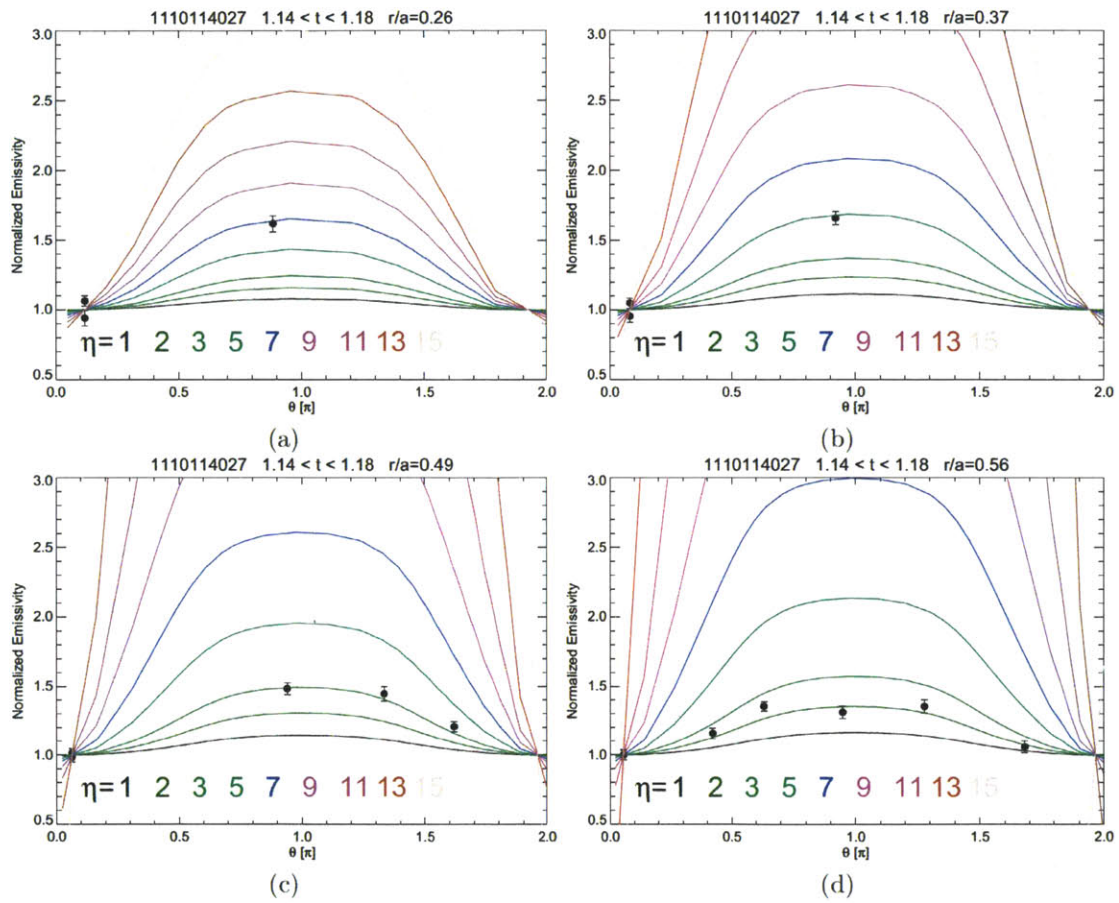 1110114027 1.14 < t < 1.18 r/a=0.26
3.0
2.5
2.0
1.5
1.0
0.5
Normalized Emissivity
η= 1 2 3 5 7 9 11 13 15
0.0 0.5 1.0 1.5 2.0
θ [π]
(a)
1110114027 1.14 < t < 1.18 r/a=0.37
3.0
2.5
2.0
1.5
1.0
0.5
Normalized Emissivity
η= 1 2 3 5 7 9 11 13 15
0.0 0.5 1.0 1.5 2.0
θ [π]
(b)
1110114027 1.14 < t < 1.18 r/a=0.49
3.0
2.5
2.0
1.5
1.0
0.5
Normalized Emissivity
η= 1 2 3 5 7 9 11 13 15
0.0 0.5 1.0 1.5 2.0
θ [π]
(c)
1110114027 1.14 < t < 1.18 r/a=0.56
3.0
2.5
2.0
1.5
1.0
0.5
Normalized Emissivity
η= 1 2 3 5 7 9 11 13 15
0.0 0.5 1.0 1.5 2.0
θ [π]
(d)